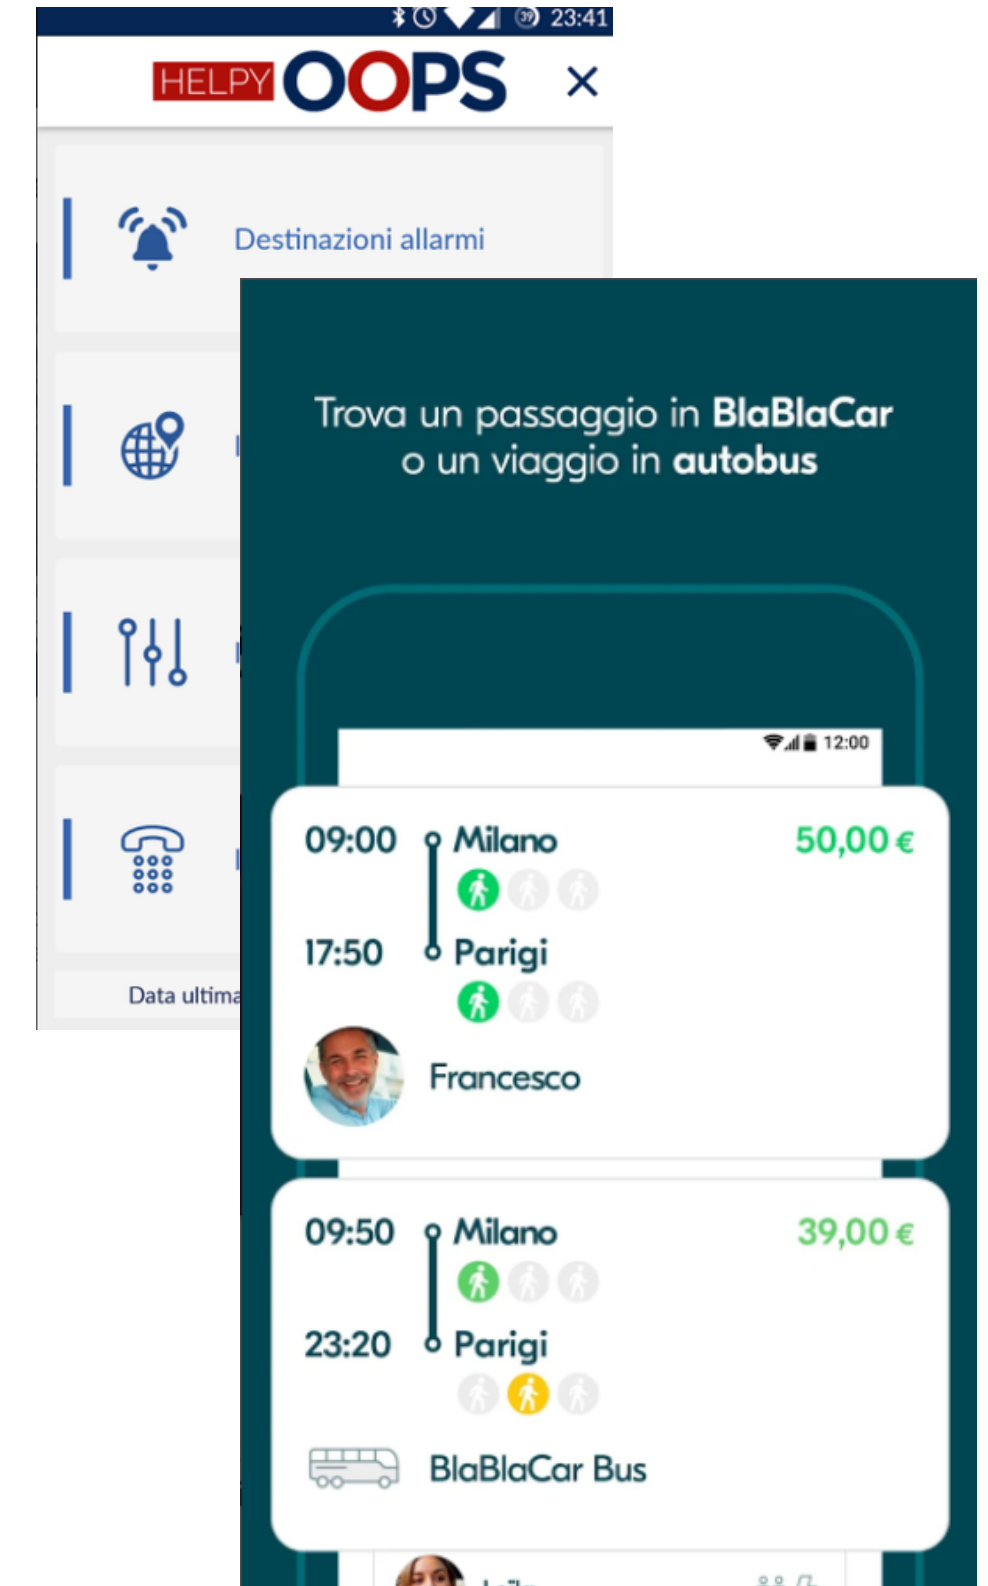 39 23:41
HELPY OOPS
Destinazioni allarmi
Data ultima
Trova un passaggio in BlaBlaCar
o un viaggio in autobus
12:00
09:00 Milano 50,00 €
17:50 Parigi
Francesco
09:50 Milano 39,00 €
23:20 Parigi
BlaBlaCar Bus